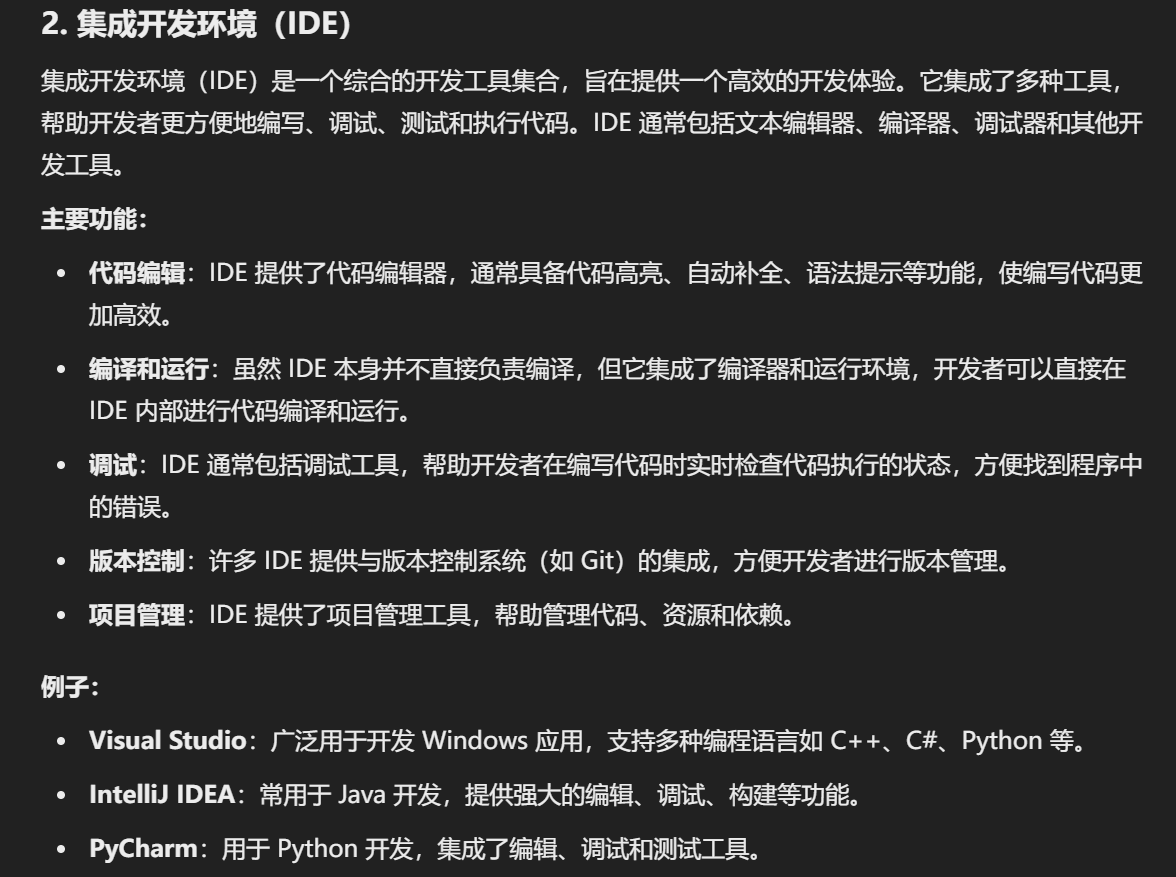 2. 集成开发环境（IDE）
集成开发环境（IDE）是一个综合的开发工具集合，旨在提供一个高效的开发体验。它集成了多种工具，
帮助开发者更方便地编写、调试、测试和执行代码。IDE 通常包括文本编辑器、编译器、调试器和其他开
发工具。
主要功能：
• 代码编辑：IDE 提供了代码编辑器，通常具备代码高亮、自动补全、语法提示等功能，使编写代码更
加高效。
• 编译和运行：虽然 IDE 本身并不直接负责编译，但它集成了编译器和运行环境，开发者可以直接在
IDE 内部进行代码编译和运行。
• 调试：IDE 通常包括调试工具，帮助开发者在编写代码时实时检查代码执行的状态，方便找到程序中
的错误。
• 版本控制：许多 IDE 提供与版本控制系统（如 Git）的集成，方便开发者进行版本管理。
• 项目管理：IDE 提供了项目管理工具，帮助管理代码、资源和依赖。
例子：
• Visual Studio：广泛用于开发 Windows 应用，支持多种编程语言如 C++、C#、Python 等。
• IntelliJ IDEA：常用于 Java 开发，提供强大的编辑、调试、构建等功能。
• PyCharm：用于 Python 开发，集成了编辑、调试和测试工具。